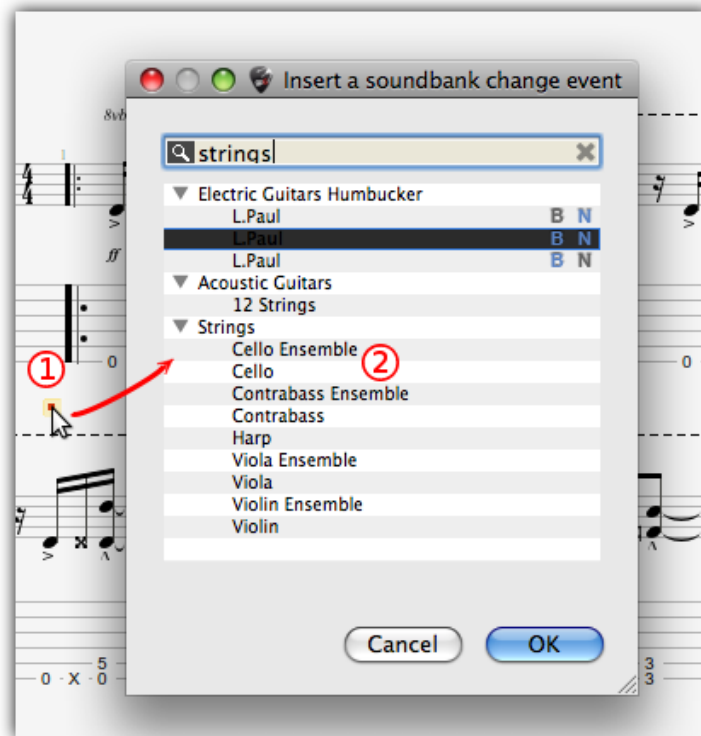 Insert a soundbank change event
8vb
strings
1
4
4
Electric Guitars Humbucker
L.Paul B N
L.Paul B N
L.Paul B N
ff
Acoustic Guitars
12 Strings
Strings
Cello Ensemble
①
②
0
0
Cello
Contrabass Ensemble
Contrabass
Harp
Viola Ensemble
Viola
Violin Ensemble
Violin
Cancel
OK
5
3
0 X 0
3